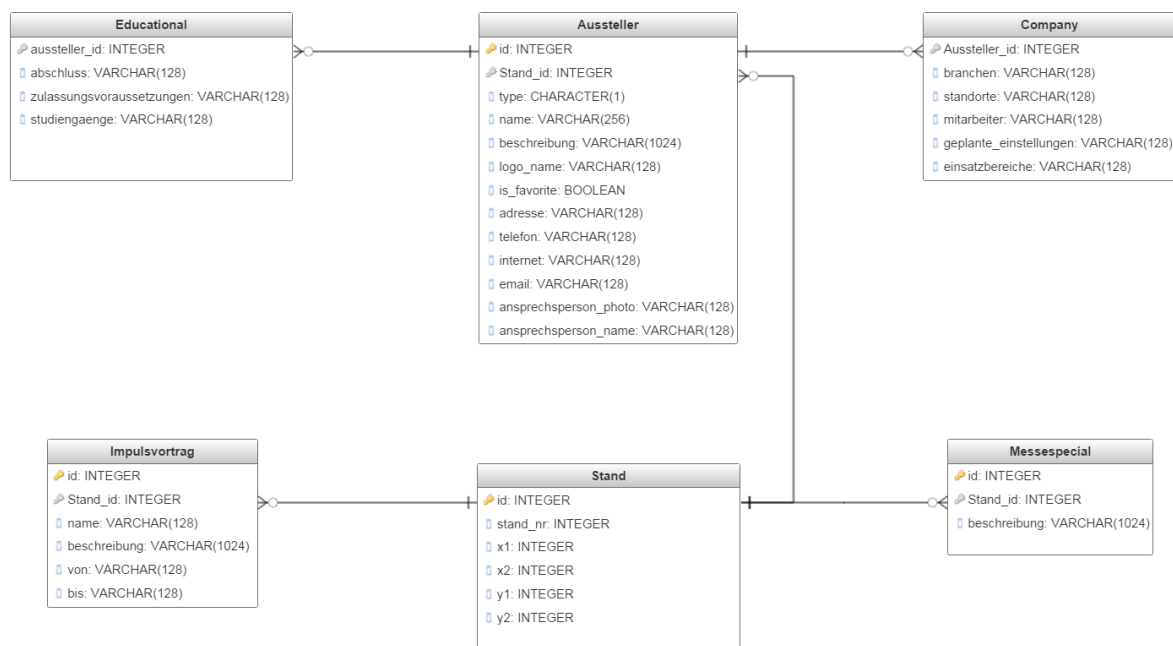 Educational
aussteller_id: INTEGER
abschluss: VARCHAR(128)
zulassungsvoraussetzungen: VARCHAR(128)
studiengaenge: VARCHAR(128)
Aussteller
id: INTEGER
Stand_id: INTEGER
type: CHARACTER(1)
name: VARCHAR(256)
beschreibung: VARCHAR(1024)
logo_name: VARCHAR(128)
is_favorite: BOOLEAN
adresse: VARCHAR(128)
telefon: VARCHAR(128)
internet: VARCHAR(128)
email: VARCHAR(128)
ansprechsperson_photo: VARCHAR(128)
ansprechsperson_name: VARCHAR(128)
Company
Aussteller_id: INTEGER
branchen: VARCHAR(128)
standorte: VARCHAR(128)
mitarbeiter: VARCHAR(128)
geplante_einstellungen: VARCHAR(128)
einsatzbereiche: VARCHAR(128)
Impulsvortrag
id: INTEGER
Stand_id: INTEGER
name: VARCHAR(128)
beschreibung: VARCHAR(1024)
von: VARCHAR(128)
bis: VARCHAR(128)
Stand
id: INTEGER
stand_nr: INTEGER
x1: INTEGER
x2: INTEGER
y1: INTEGER
y2: INTEGER
Messespecial
id: INTEGER
Stand_id: INTEGER
beschreibung: VARCHAR(1024)